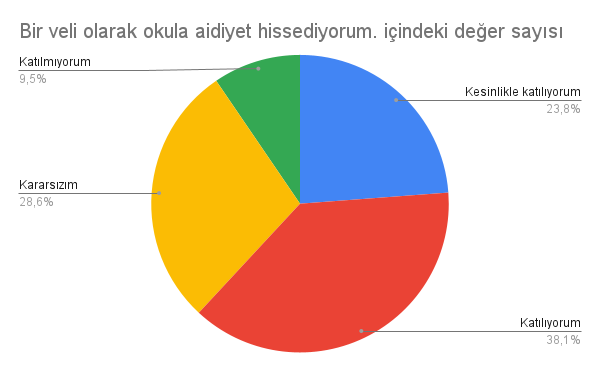 Bir veli olarak okula aidiyet hissediyorum. içindeki değer sayısı
Katılmıyorum
9,5%
Kesinlikle katılıyorum
23,8%
Kararsızım
28,6%
Katılıyorum
38,1%